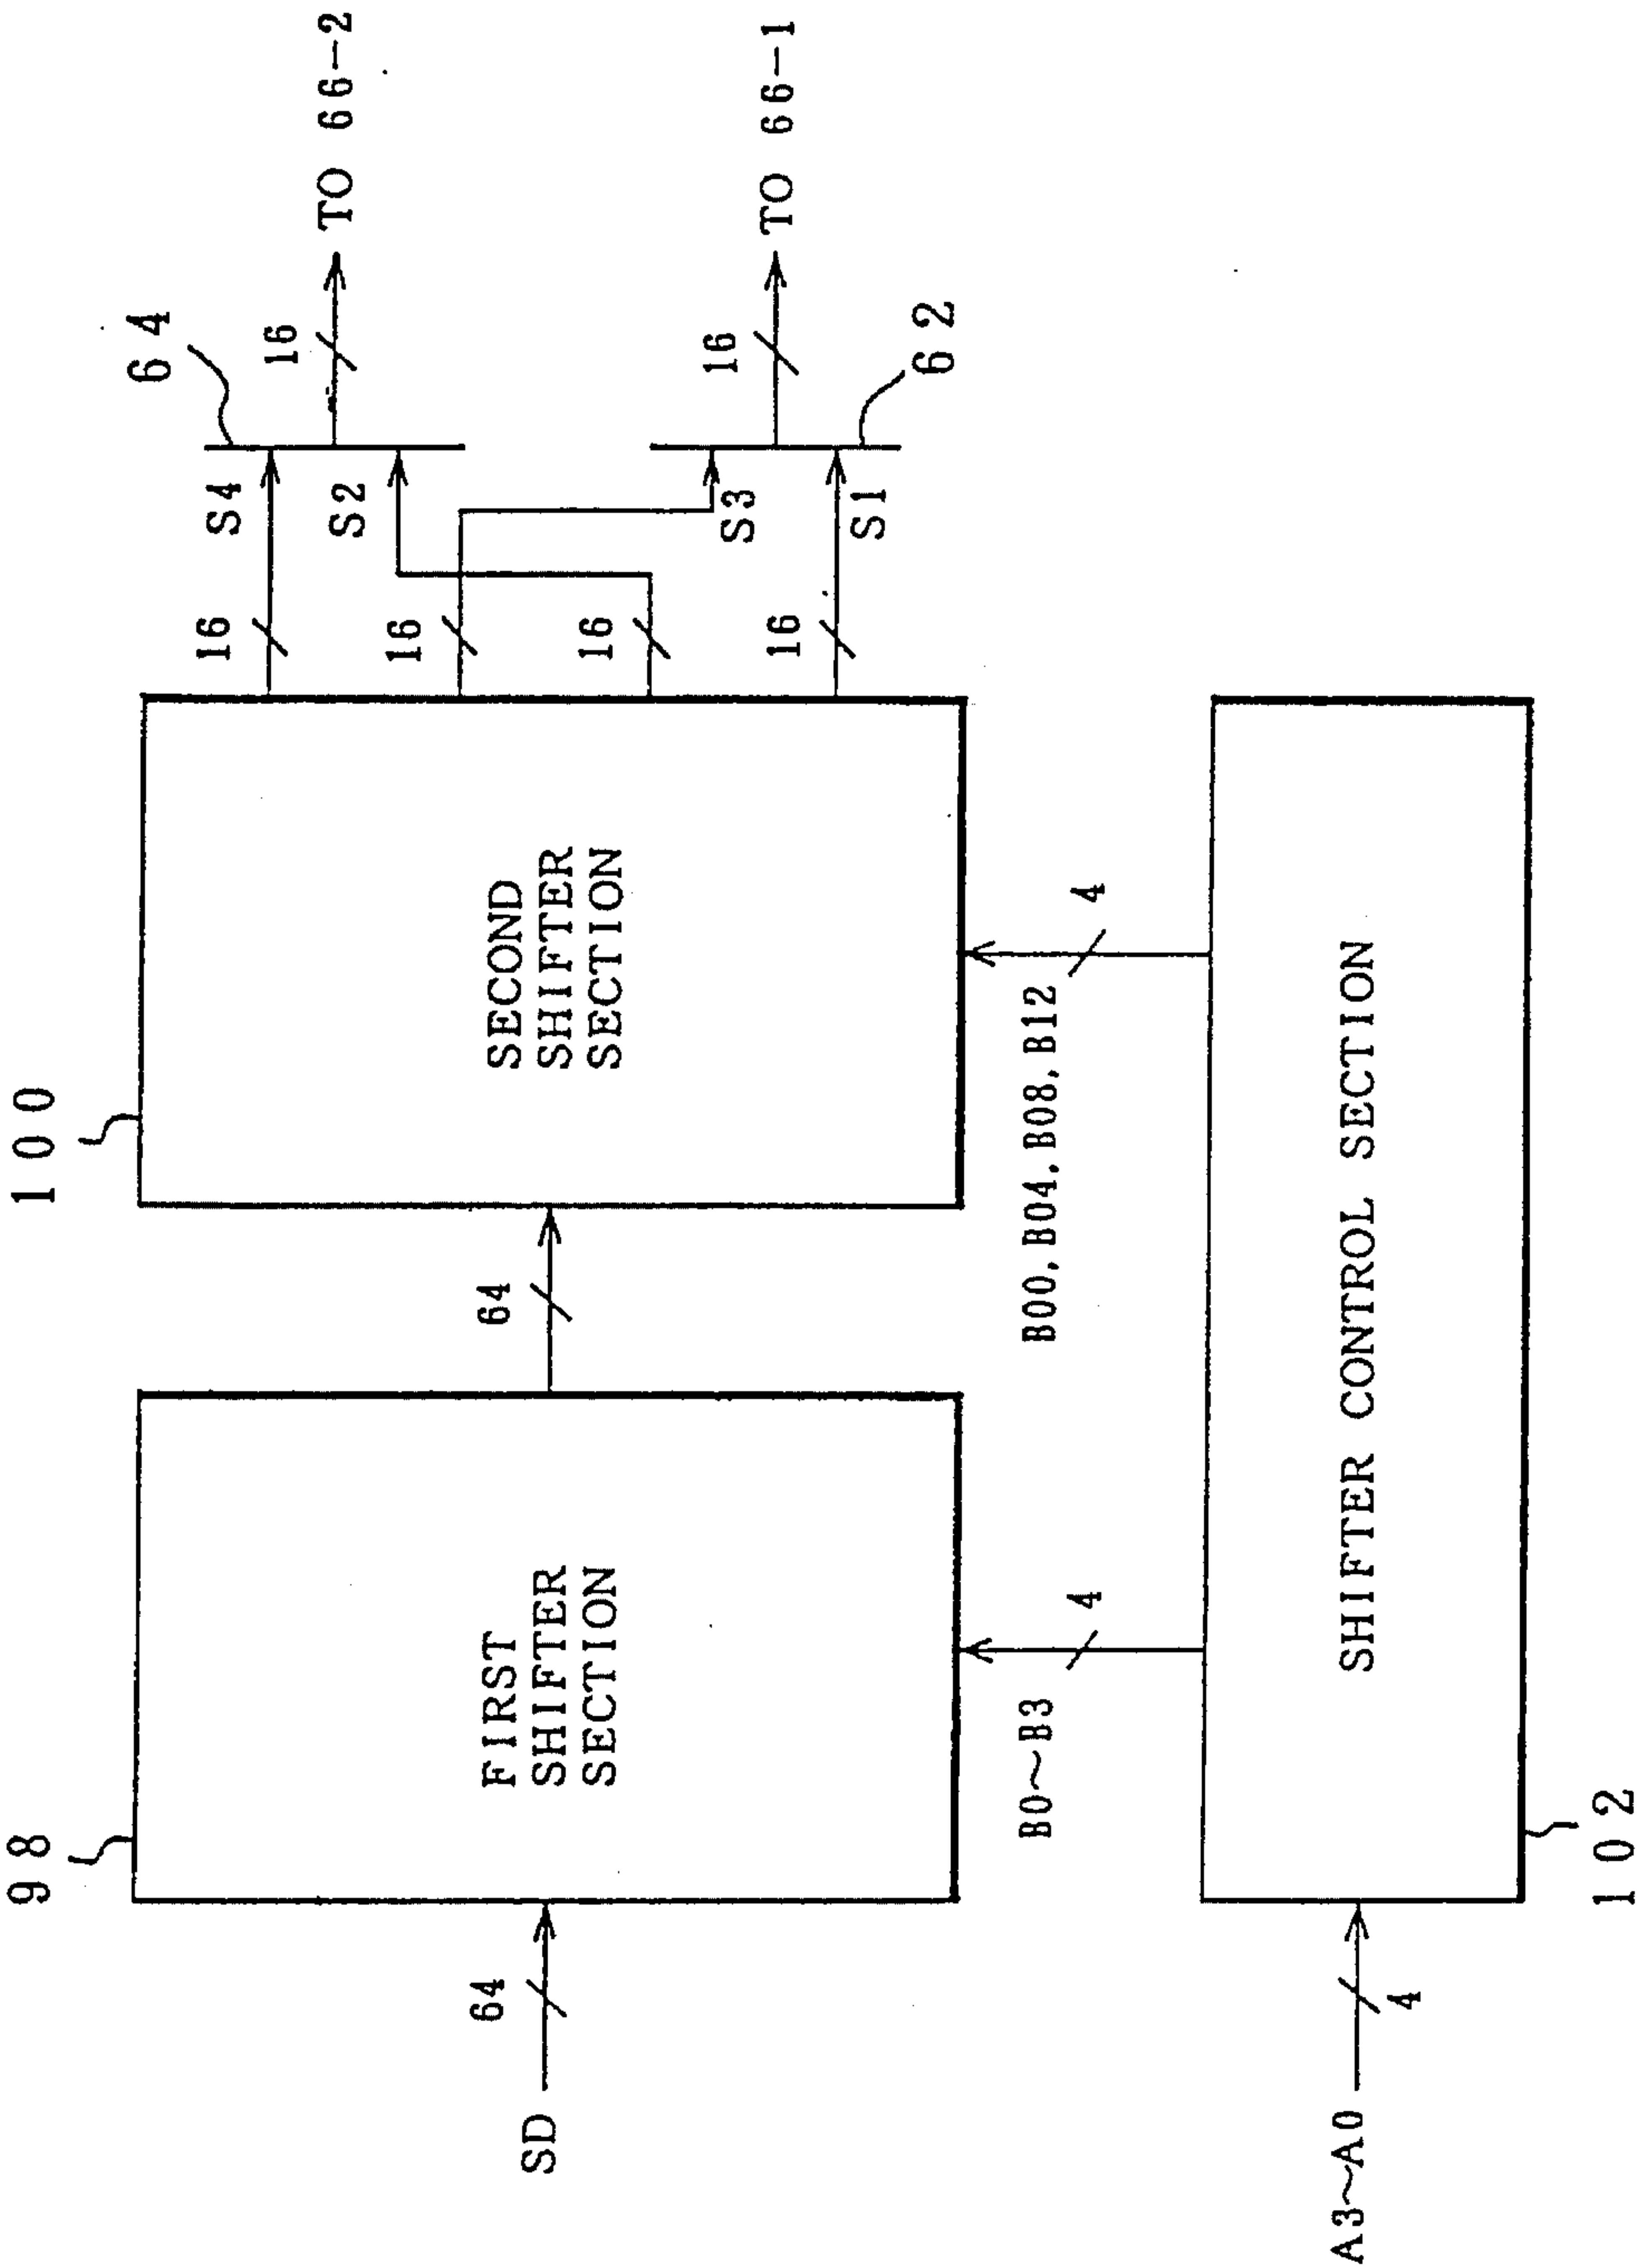 98
100
64
62
SD
64
FIRST
SHIFTER
SECTION
64
SECOND
SHIFTER
SECTION
16
S4
16
S2
16
S3
16
S1
16
TO 66-2
16
TO 66-1
B0~B3
4
B00, B04, B08, B12
4
A3~A0
4
SHIFTER CONTROL SECTION
102